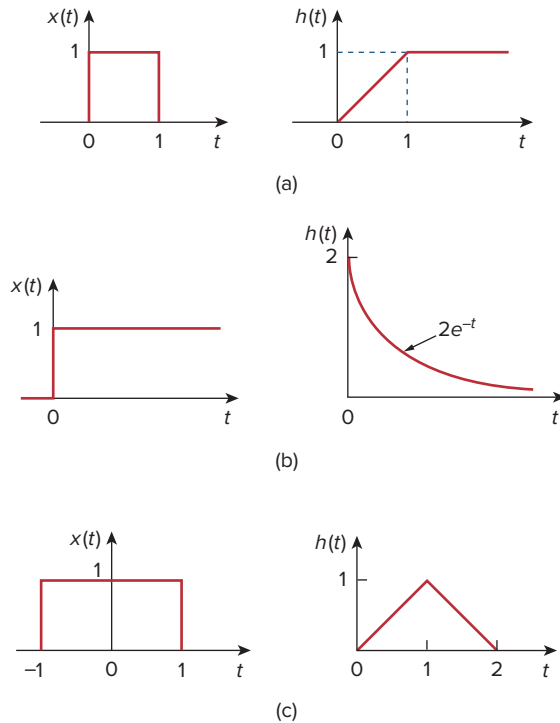 x(t) h(t)
1 1
0 1 t 0 1 t
(a)
h(t)
2
x(t)
1 2e^{-t}
0 t 0 t
(b)
x(t) h(t)
1 1
−1 0 1 t 0 1 2 t
(c)